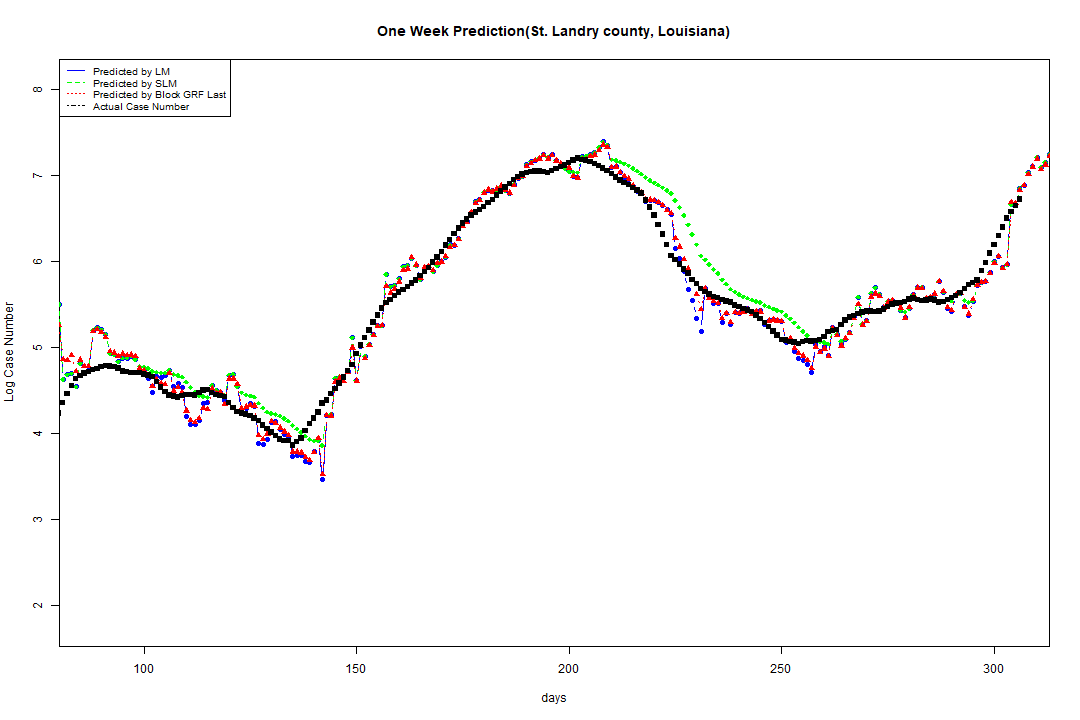 One Week Prediction(St. Landry county, Louisiana)
Predicted by LM
Predicted by SLM
Predicted by Block GRF Last
Actual Case Number
Log Case Number
8
7
6
5
4
3
2
100 150 200 250 300
days